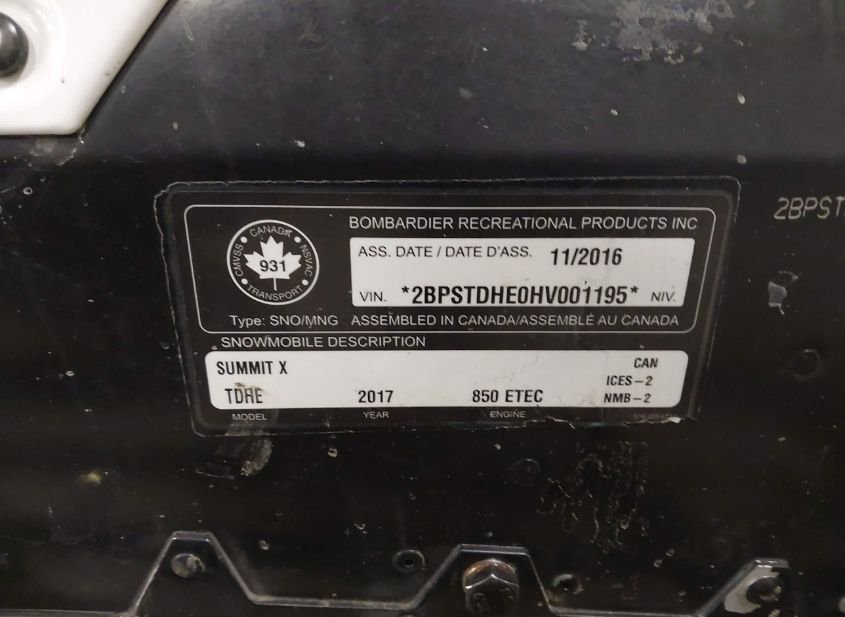 BOMBARDIER RECREATIONAL PRODUCTS INC
CMVSS CANADA NSVAC
931
TRANSPORT
ASS. DATE / DATE D'ASS. 11/2016
VIN. *2BPSTDHE0HV001195* NIV.
Type: SNO/MNG ASSEMBLED IN CANADA/ASSEMBLÉ AU CANADA
SNOWMOBILE DESCRIPTION
SUMMIT X CAN
ICES-2
TDHE 2017 850 ETEC NMB-2
MODEL YEAR ENGINE
2BPST